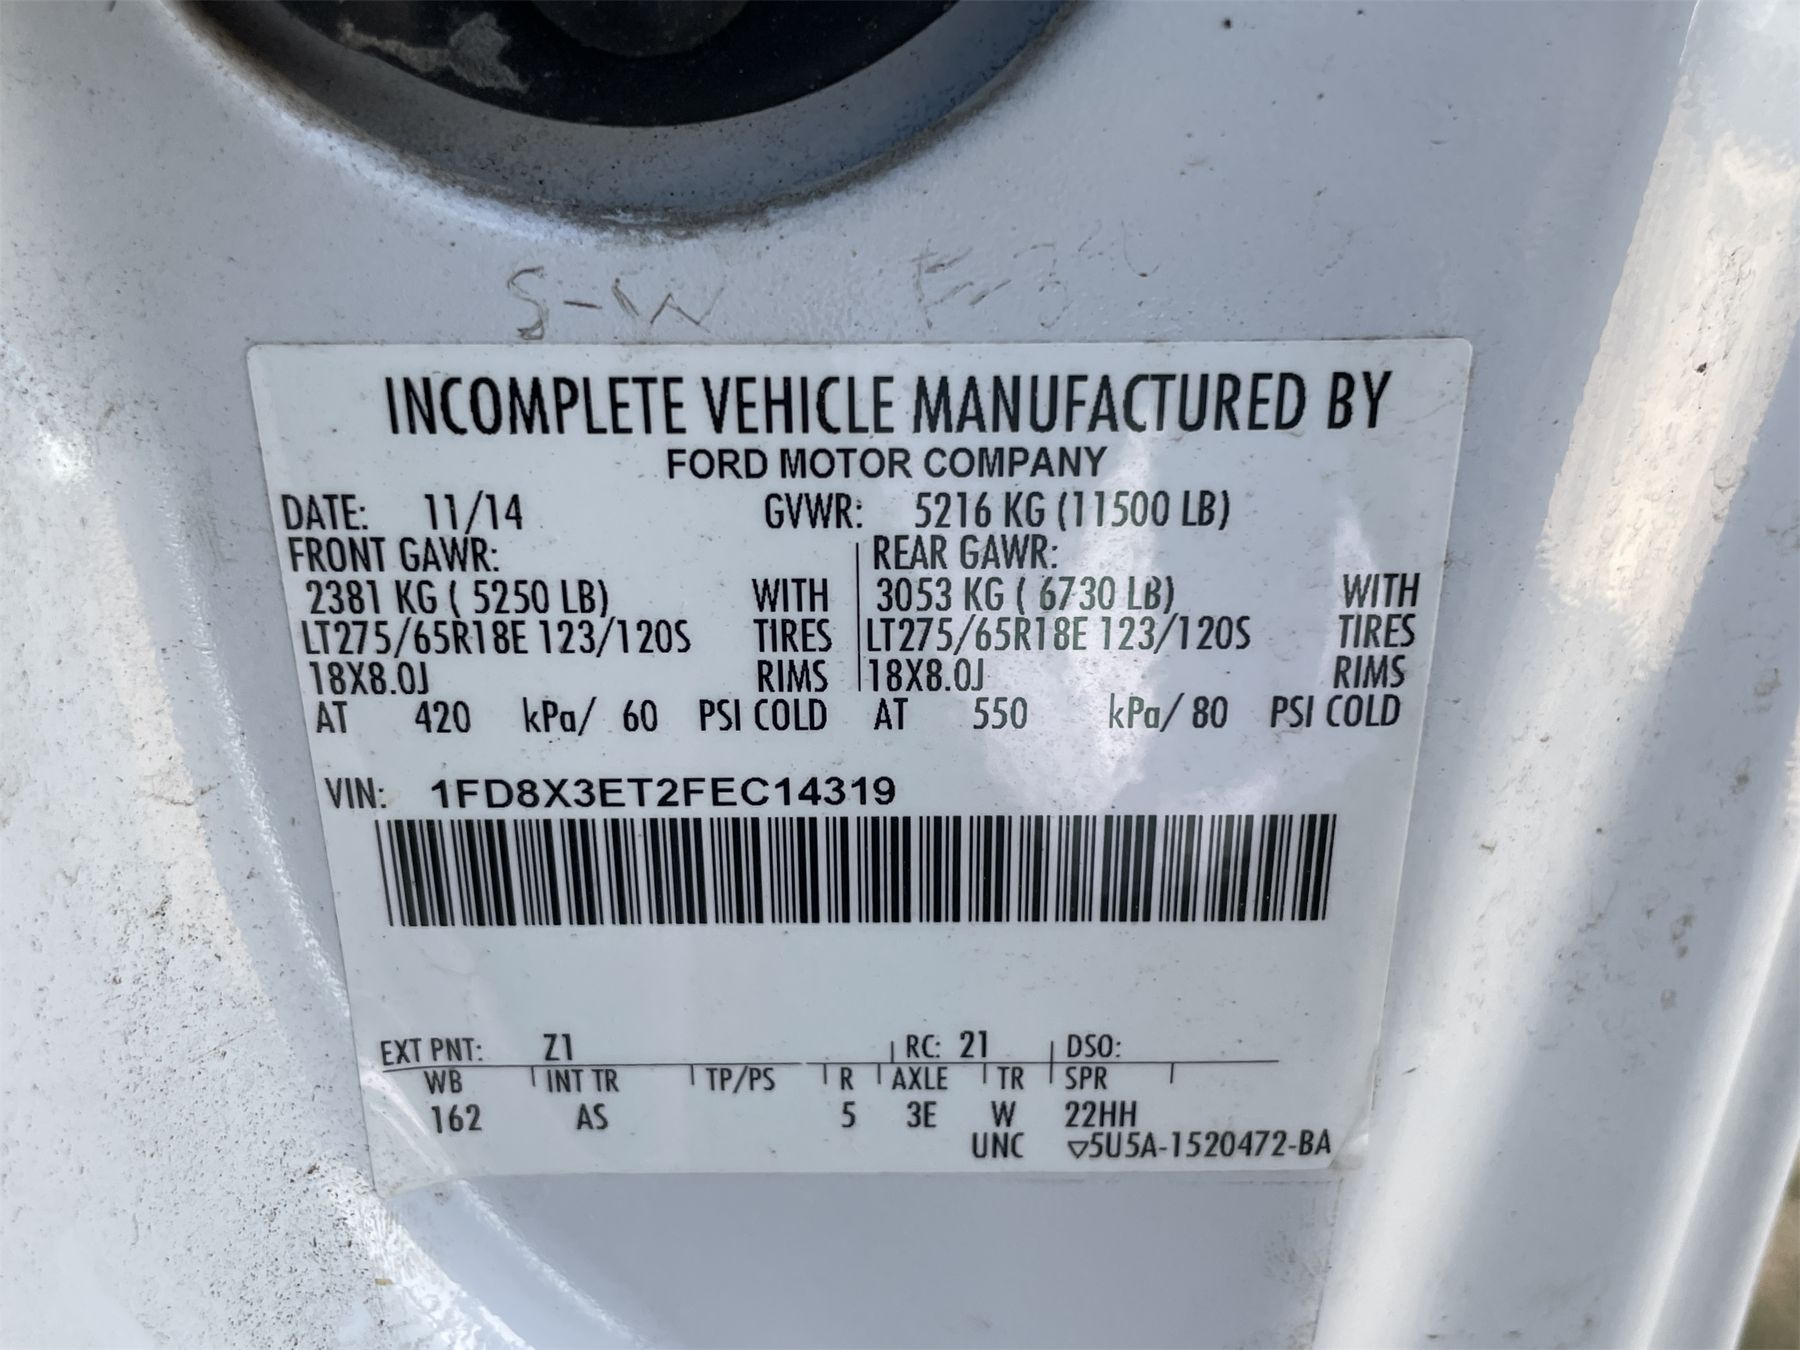 S-W
INCOMPLETE VEHICLE MANUFACTURED BY
FORD MOTOR COMPANY
DATE: 11/14 GVWR: 5216 KG (11500 LB)
FRONT GAWR: REAR GAWR:
2381 KG ( 5250 LB) WITH 3053 KG ( 6730 LB) WITH
LT275/65R18E 123/120S TIRES LT275/65R18E 123/120S TIRES
18X8.0J RIMS 18X8.0J RIMS
AT 420 kPa/ 60 PSI COLD AT 550 kPa/ 80 PSI COLD
VIN: 1FD8X3ET2FEC14319
EXT PNT: Z1 RC: 21 DSO:
WB INT TR TP/PS R AXLE TR SPR
162 AS 5 3E W 22HH
UNC ▽5U5A-1520472-BA